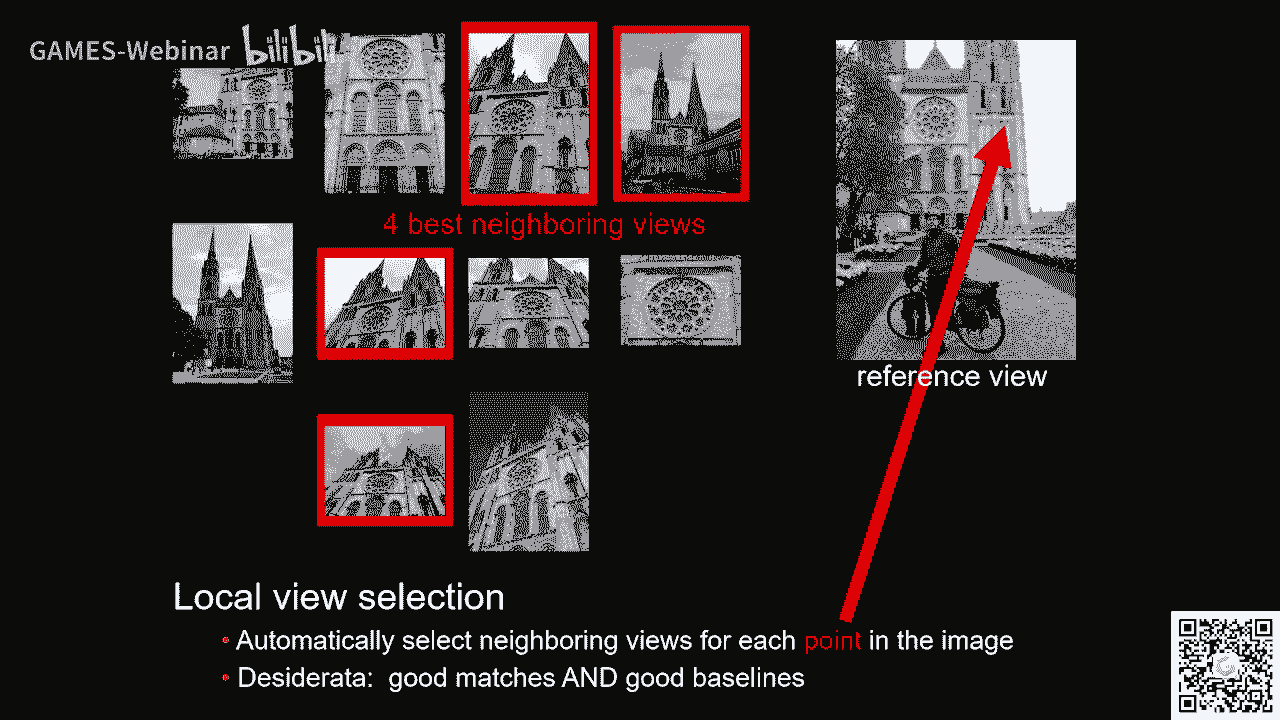 GAMES-Webinar bilibili
4 best neighboring views
reference view
Local view selection
• Automatically select neighboring views for each point in the image
• Desiderata: good matches AND good baselines